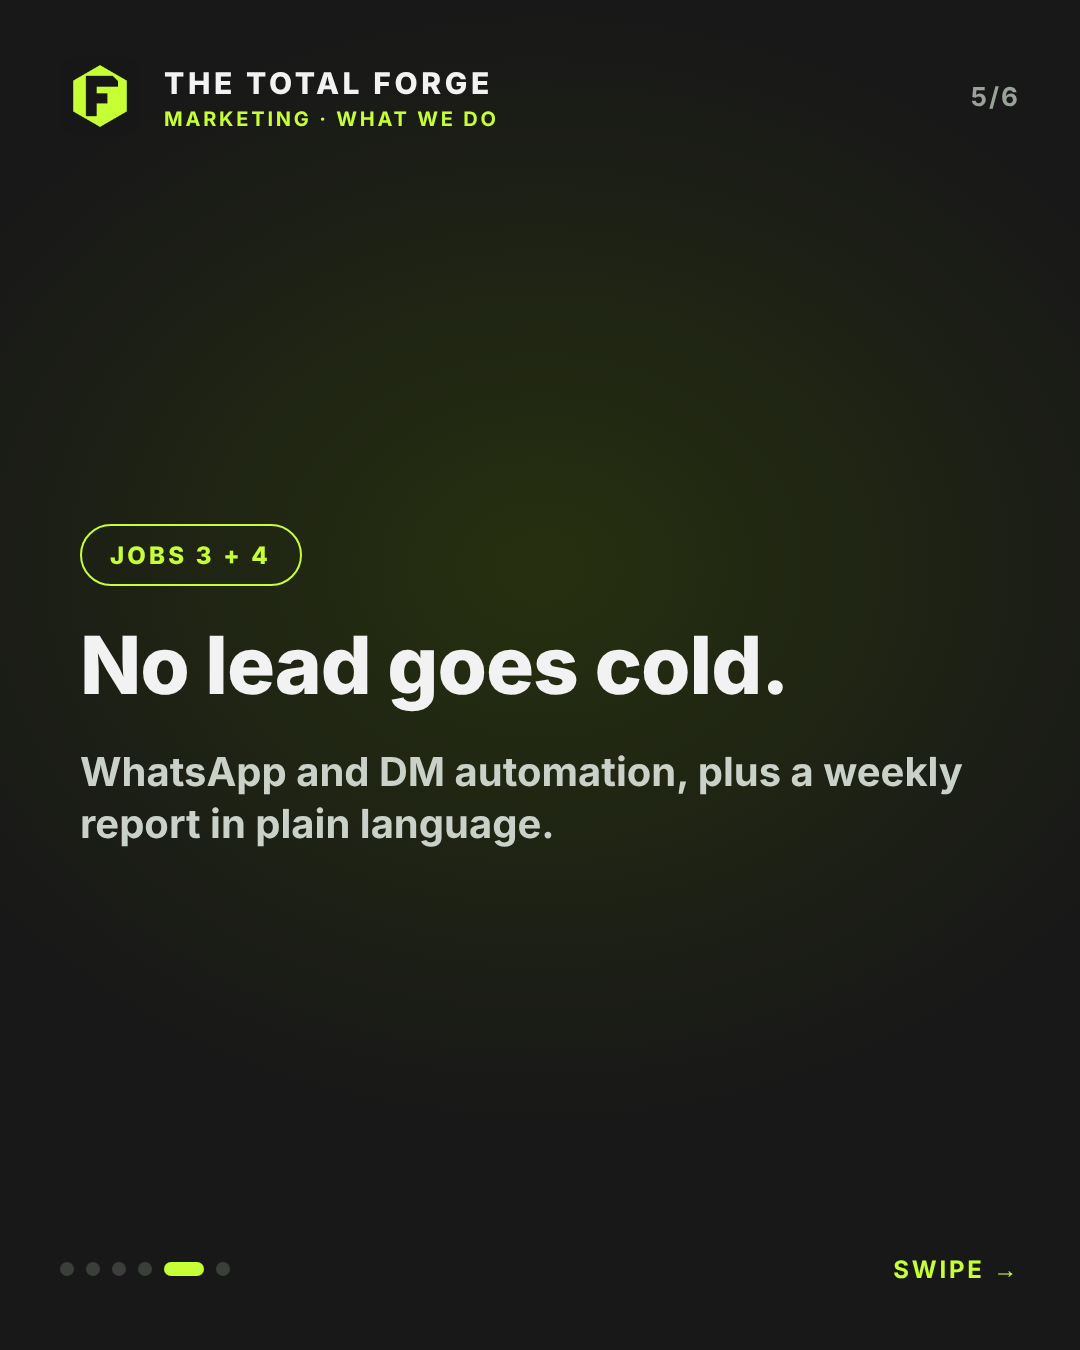 THE TOTAL FORGE
MARKETING · WHAT WE DO
5/6
JOBS 3 + 4
No lead goes cold.
WhatsApp and DM automation, plus a weekly
report in plain language.
SWIPE →